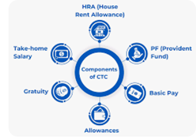 HRA (House
Rent Allowance)
Take-home
Salary
PF (Provident
Fund)
Components
of CTC
Gratuity
Basic Pay
Allowances